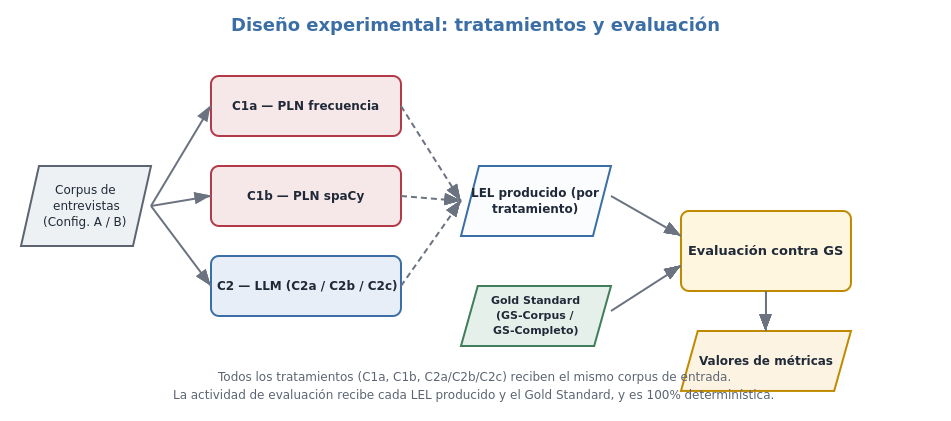 Diseño experimental: tratamientos y evaluación
C1a — PLN frecuencia
Corpus de
entrevistas
(Config. A / B)
C1b — PLN spaCy
C2 — LLM (C2a / C2b / C2c)
LEL producido (por
tratamiento)
Gold Standard
(GS-Corpus /
GS-Completo)
Evaluación contra GS
Valores de métricas
Todos los tratamientos (C1a, C1b, C2a/C2b/C2c) reciben el mismo corpus de entrada.
La actividad de evaluación recibe cada LEL producido y el Gold Standard, y es 100% determinística.